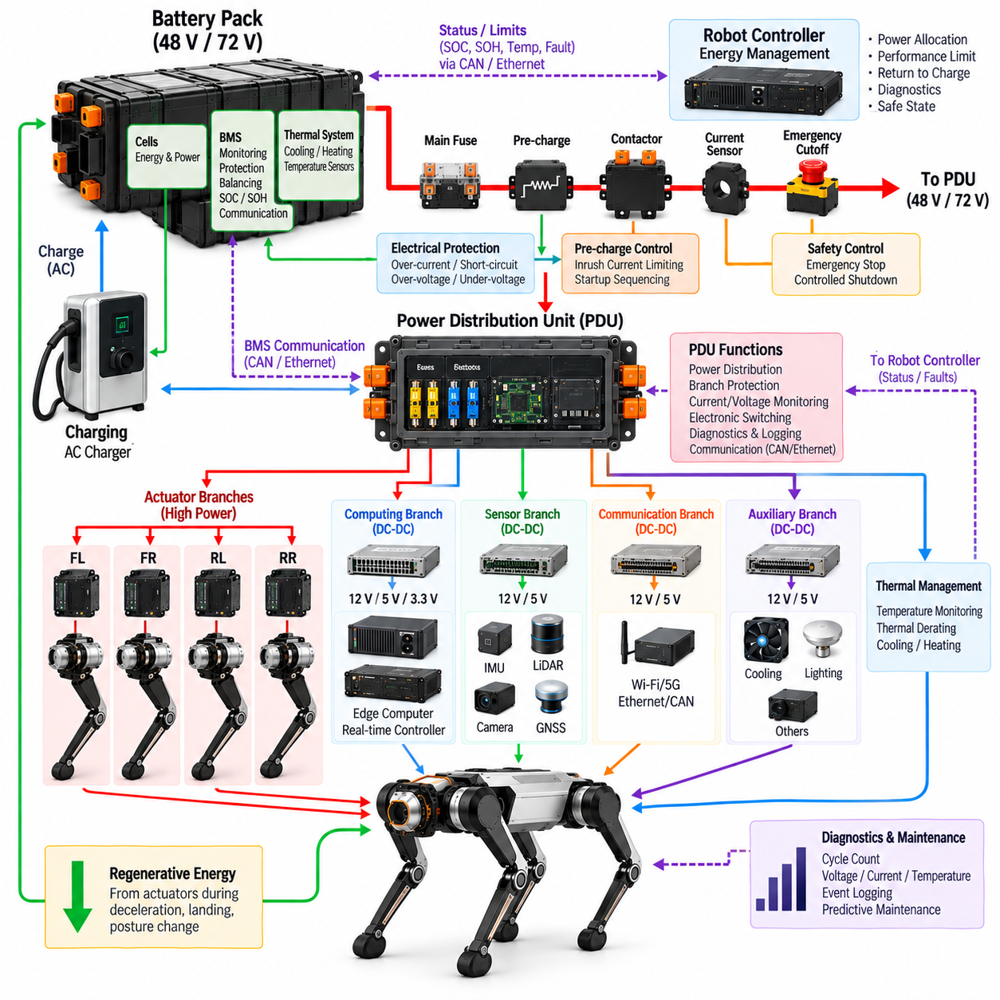 Battery Pack
(48 V / 72 V)
Status / Limits
(SOC, SOH, Temp, Fault)
via CAN / Ethernet
Robot Controller
Energy Management
• Power Allocation
• Performance Limit
• Return to Charge
• Diagnostics
• Safe State
Cells
Energy & Power
BMS
Monitoring
Protection
Balancing
SOC / SOH
Communication
Thermal System
Cooling / Heating
Temperature Sensors
Main Fuse
Pre-charge
Contactor
Current
Sensor
Emergency
Cutoff
To PDU
(48 V / 72 V)
Charge
(AC)
Electrical Protection
Over-current / Short-circuit
Over-voltage / Under-voltage
Pre-charge Control
Inrush Current Limiting
Startup Sequencing
Safety Control
Emergency Stop
Controlled Shutdown
Power Distribution Unit (PDU)
BMS Communication
(CAN / Ethernet)
PDU Functions
Power Distribution
Branch Protection
Current/Voltage Monitoring
Electronic Switching
Diagnostics & Logging
Communication (CAN/Ethernet)
To Robot Controller
(Status / Faults)
Charging
AC Charger
Actuator Branches
(High Power)
FL
FR
RL
RR
Computing Branch
(DC-DC)
12 V / 5 V / 3.3 V
Edge Computer
Real-time Controller
Sensor Branch
(DC-DC)
12 V / 5 V
IMU
LiDAR
Camera
GNSS
Communication Branch
(DC-DC)
12 V / 5 V
Wi-Fi/5G
Ethernet/CAN
Auxiliary Branch
(DC-DC)
12 V / 5 V
Cooling
Lighting
Others
Thermal Management
Temperature Monitoring
Thermal Derating
Cooling / Heating
Regenerative Energy
From actuators during
deceleration, landing,
posture change
Diagnostics & Maintenance
Cycle Count
Voltage / Current / Temperature
Event Logging
Predictive Maintenance